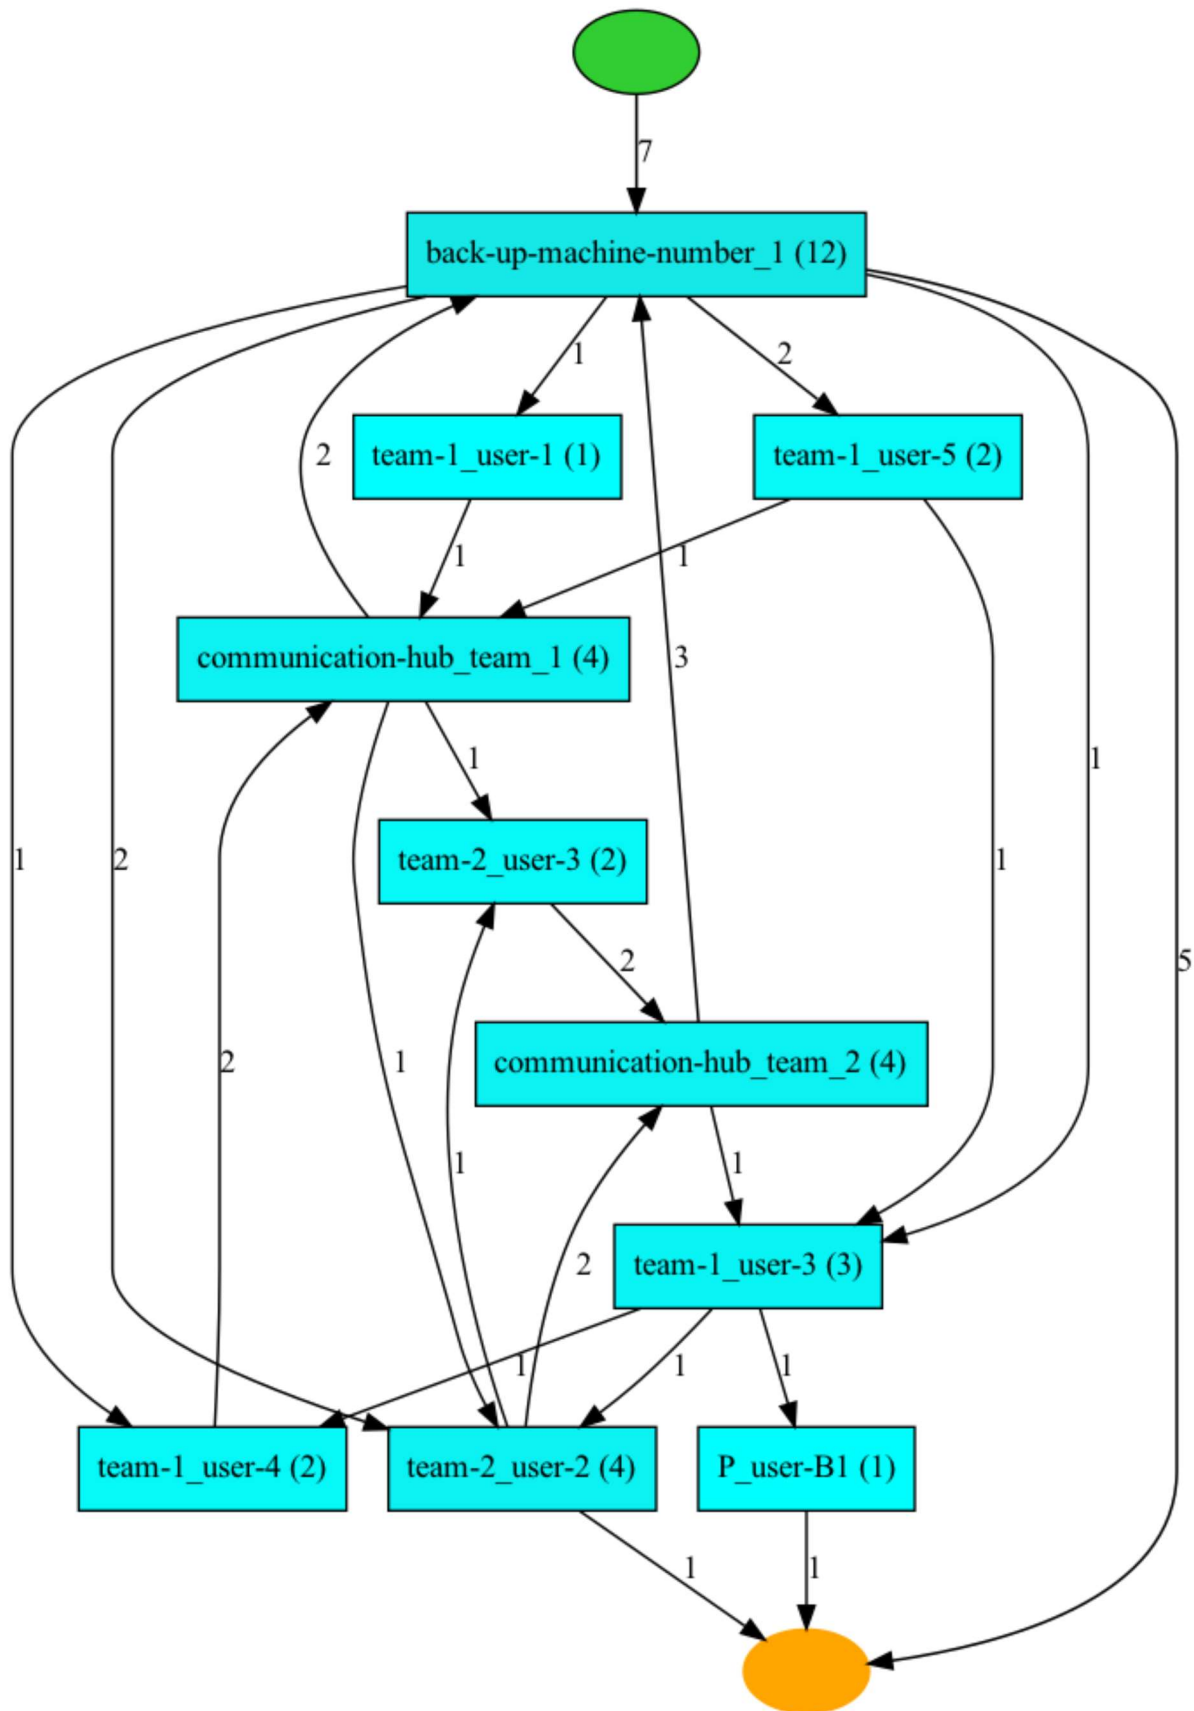 7
back-up-machine-number_1 (12)
1
2
team-1_user-1 (1)
team-1_user-5 (2)
2
1
1
communication-hub_team_1 (4)
3
1
1
team-2_user-3 (2)
1
2
1
2
5
communication-hub_team_2 (4)
2
1
1
1
team-1_user-3 (3)
2
1
1
1
team-1_user-4 (2)
team-2_user-2 (4)
P_user-B1 (1)
1
1